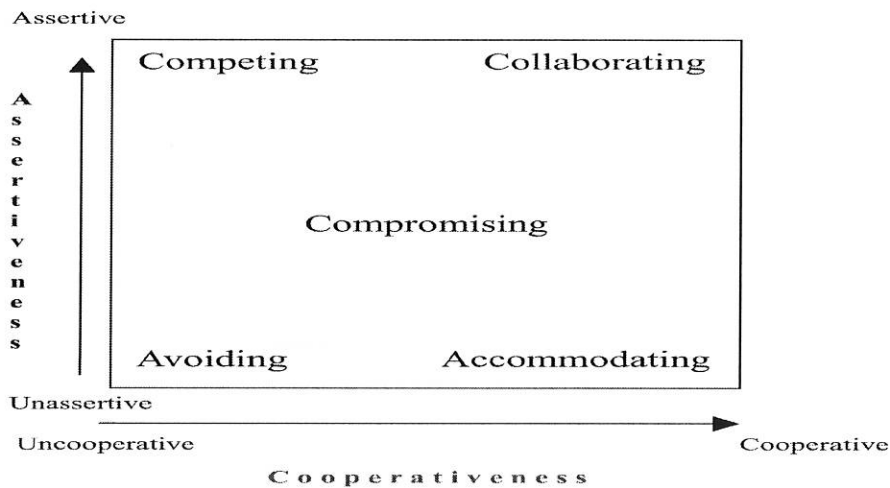 Assertive
Competing
Collaborating
Assertiveness
Compromising
Avoiding
Accommodating
Unassertive
Uncooperative
Cooperative
Cooperativeness